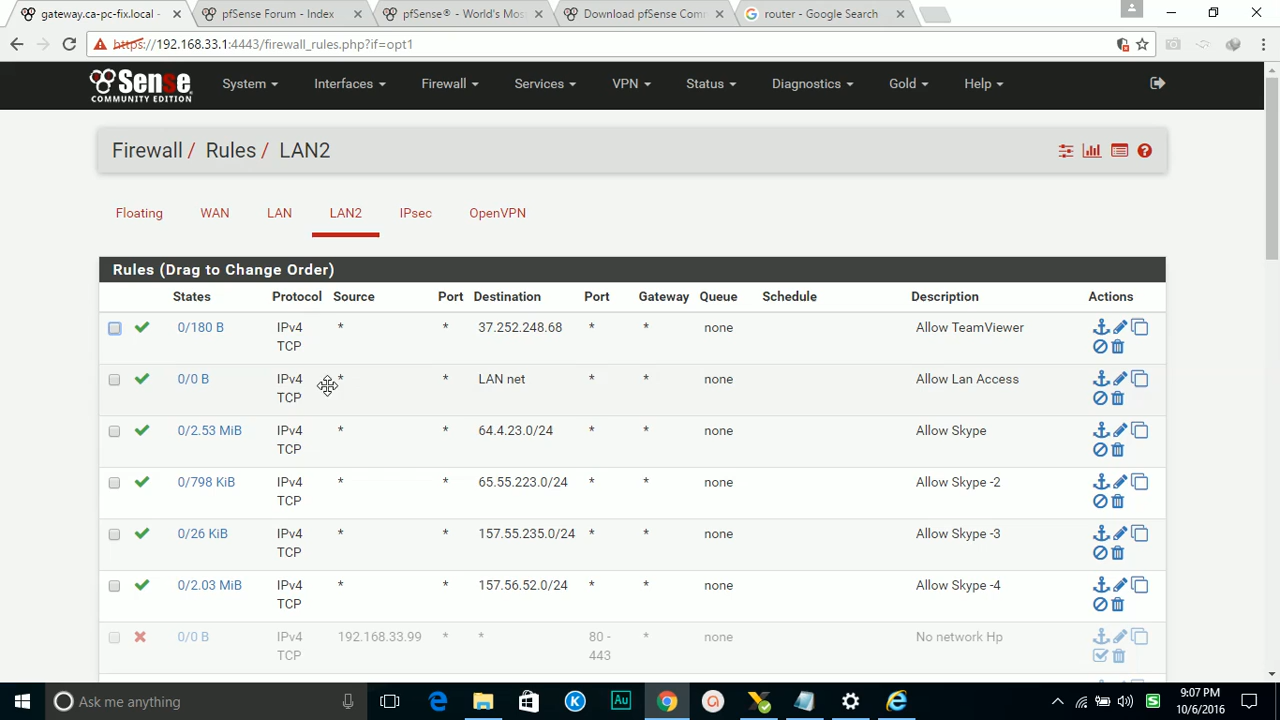 gateway.ca-pc-fix.local -
pfSense Forum - Index
pfSense® - World's Mos
Download pfSense Com
router - Google Search
https://192.168.33.1:4443/firewall_rules.php?if=opt1
Sense
COMMUNITY EDITION
System
Interfaces
Firewall
Services
VPN
Status
Diagnostics
Gold
Help
Firewall / Rules / LAN2
Floating
WAN
LAN
LAN2
IPsec
OpenVPN
Rules (Drag to Change Order)
States Protocol Source Port Destination Port Gateway Queue Schedule Description Actions
0/180 B IPv4 * * 37.252.248.68 * * none Allow TeamViewer
TCP
0/0 B IPv4 * * LAN net * * none Allow Lan Access
TCP
0/2.53 MiB IPv4 * * 64.4.23.0/24 * * none Allow Skype
TCP
0/798 KiB IPv4 * * 65.55.223.0/24 * * none Allow Skype -2
TCP
0/26 KiB IPv4 * * 157.55.235.0/24 * * none Allow Skype -3
TCP
0/2.03 MiB IPv4 * * 157.56.52.0/24 * * none Allow Skype -4
TCP
0/0 B IPv4 192.168.33.99 * * 80 - * none No network Hp
TCP 443
Ask me anything
9:07 PM
10/6/2016